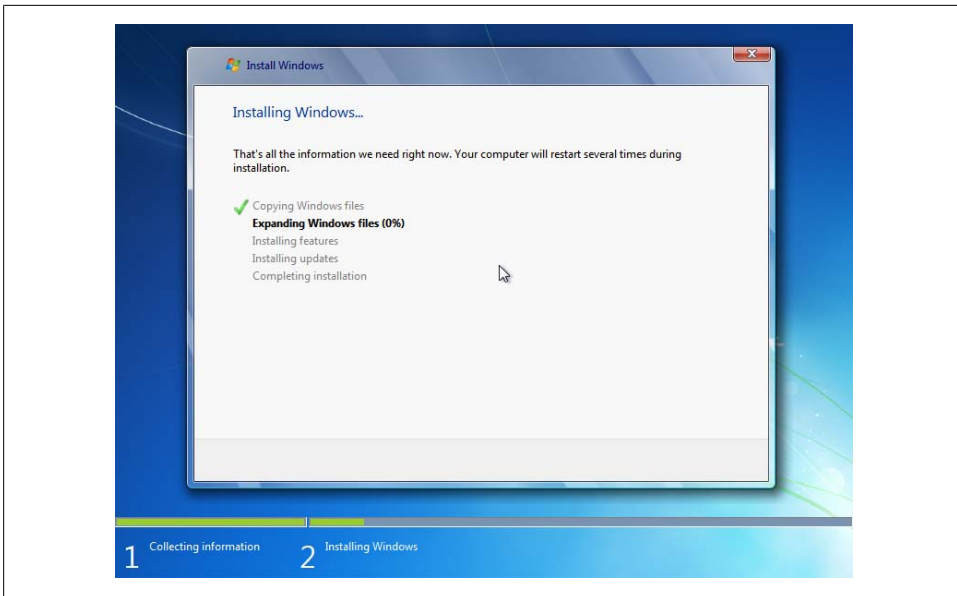 Install Windows
Installing Windows...
That's all the information we need right now. Your computer will restart several times during
installation.
Copying Windows files
Expanding Windows files (0%)
Installing features
Installing updates
Completing installation
1 Collecting information 2 Installing Windows